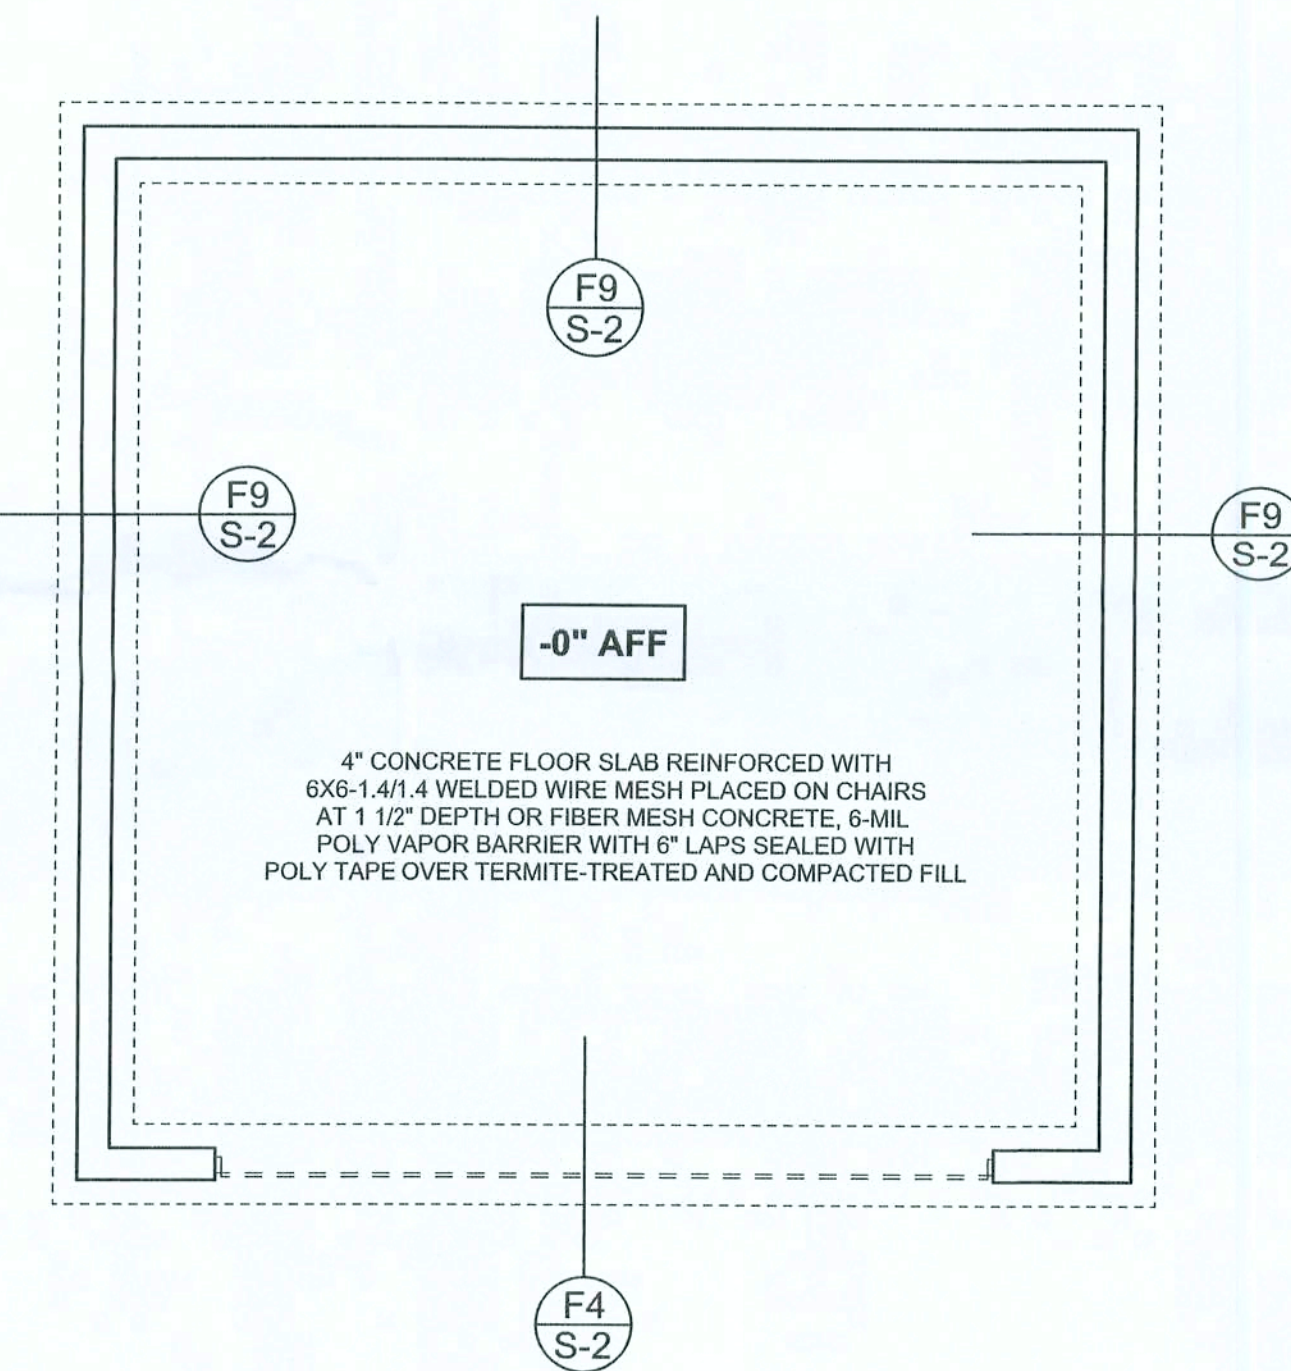 F9
S-2
F9
S-2
F9
S-2
-0" AFF
4" CONCRETE FLOOR SLAB REINFORCED WITH
6X6-1.4/1.4 WELDED WIRE MESH PLACED ON CHAIRS
AT 1 1/2" DEPTH OR FIBER MESH CONCRETE, 6-MIL
POLY VAPOR BARRIER WITH 6" LAPS SEALED WITH
POLY TAPE OVER TERMITE-TREATED AND COMPACTED FILL
F4
S-2